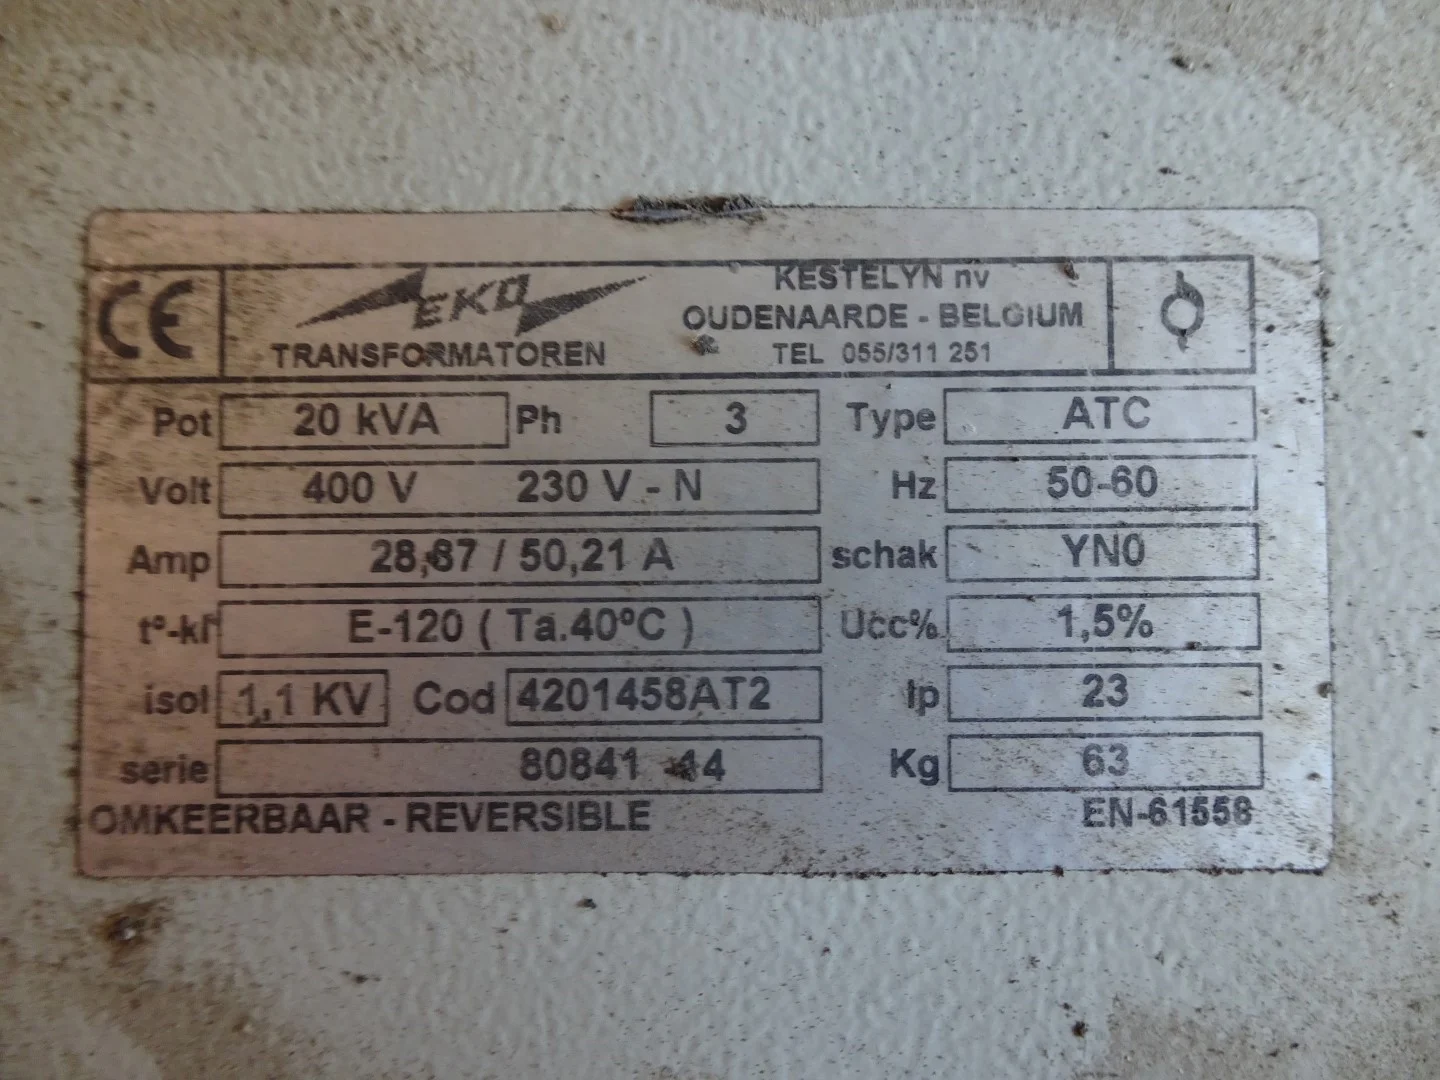 CE EKO KESTELYN nv
OUDENAARDE - BELGIUM
TRANSFORMATOREN TEL 055/311 251
Pot 20 kVA Ph 3 Type ATC
Volt 400 V 230 V - N Hz 50-60
Amp 28,87 / 50,21 A schak YN0
t°-kl E-120 ( Ta.40°C ) Ucc% 1,5%
isol 1,1 KV Cod 4201458AT2 Ip 23
serie 80841 Kg 63
OMKEERBAAR - REVERSIBLE EN-61558